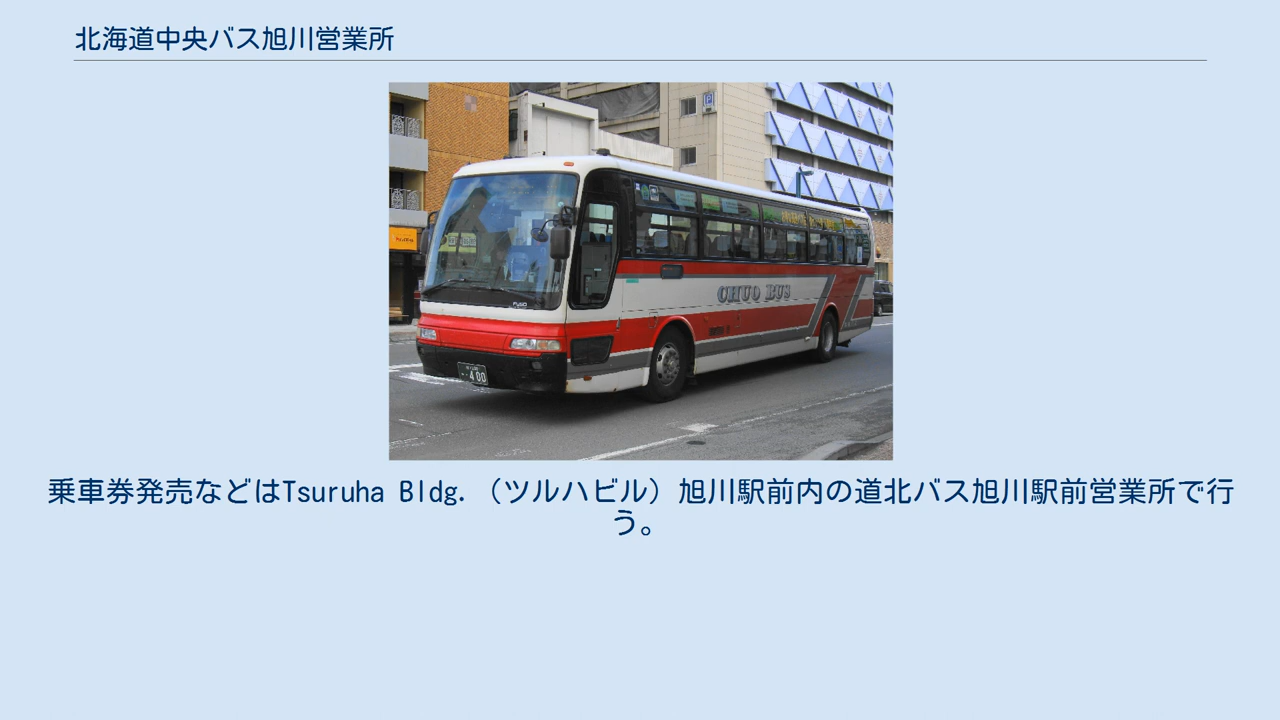 北海道中央バス旭川営業所
CHUO BUS
FUSO
400
乗車券発売などはTsuruha Bldg.（ツルハビル）旭川駅前内の道北バス旭川駅前営業所で行
う。